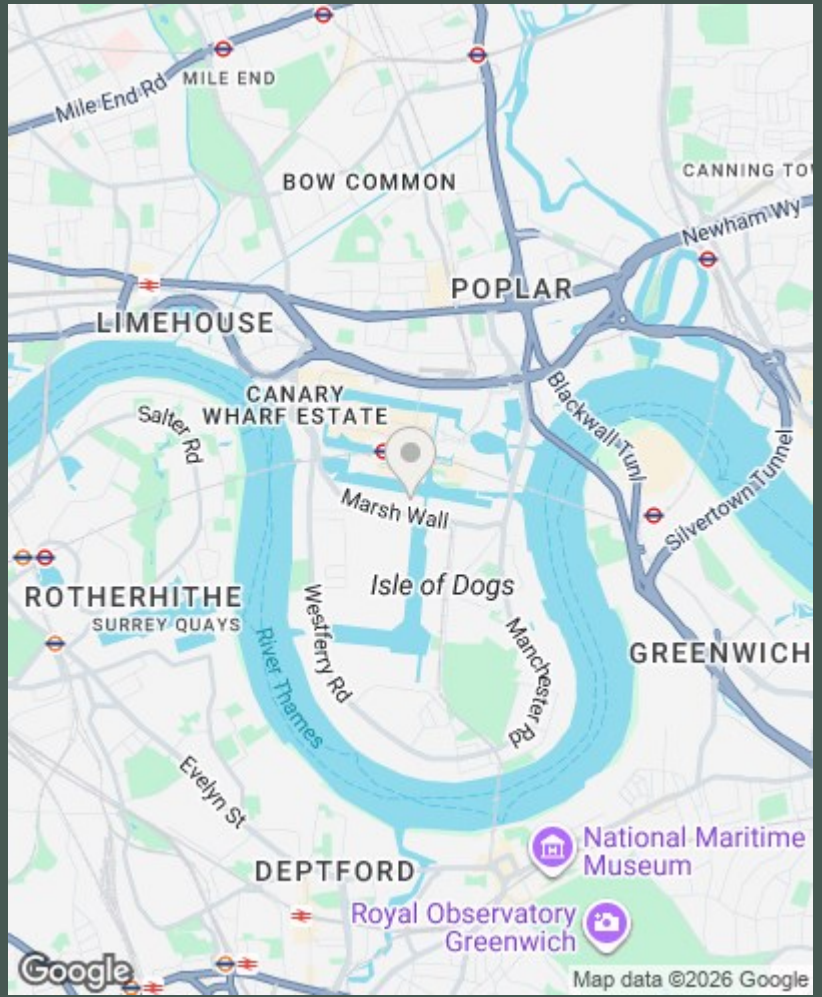 MILE END
Mile End Rd
BOW COMMON
CANNING TO
Newham Wy
POPLAR
LIMEHOUSE
CANARY
WHARF ESTATE
Salter Rd
Blackwall Tunl
Marsh Wall
Silvertown Tunnel
Isle of Dogs
ROTHERHITHE
SURREY QUAYS
Westferry Rd
River Thames
Manchester Rd
GREENWICH
Evelyn St
National Maritime
Museum
DEPTFORD
Royal Observatory
Greenwich
Google
Map data ©2026 Google